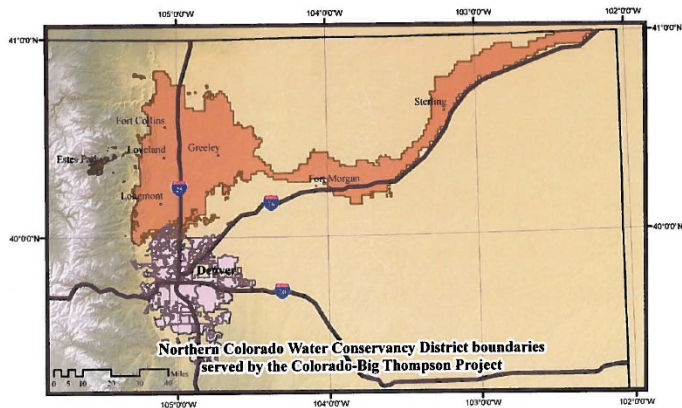 105°0'0"W
104°0'0"W
103°0'0"W
102°0'0"W
41°0'0"N
41°0'0"N
Sterling
Fort Collins
Estes Park
Loveland
Greeley
Fort Morgan
25
Longmont
76
40°0'0"N
40°0'0"N
Denver
70
Northern Colorado Water Conservancy District boundaries
served by the Colorado-Big Thompson Project
Miles
0 5 10 20 30 40
105°0'0"W
104°0'0"W
103°0'0"W
102°0'0"W